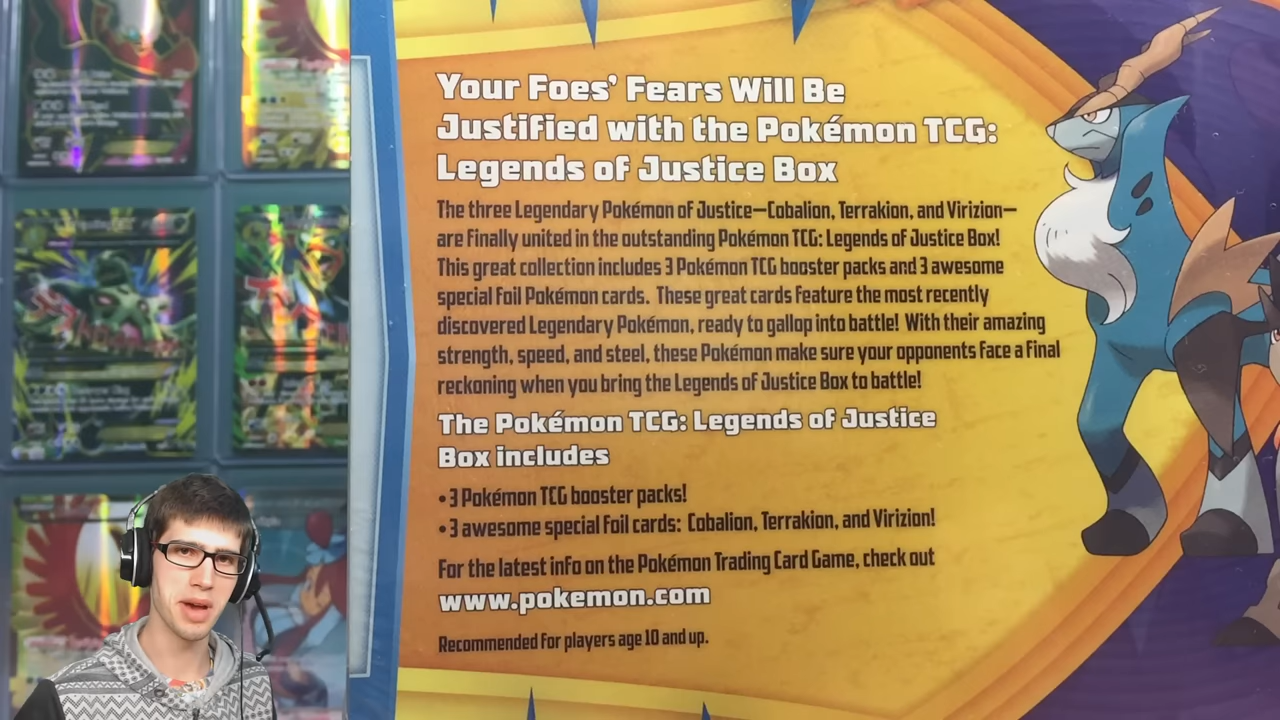 Your Foes' Fears Will Be
Justified with the Pokémon TCG:
Legends of Justice Box
The three Legendary Pokémon of Justice—Cobalion, Terrakion, and Virizion—
are finally united in the outstanding Pokémon TCG: Legends of Justice Box!
This great collection includes 3 Pokémon TCG booster packs and 3 awesome
special foil Pokémon cards. These great cards feature the most recently
discovered Legendary Pokémon, ready to gallop into battle! With their amazing
strength, speed, and steel, these Pokémon make sure your opponents face a final
reckoning when you bring the Legends of Justice Box to battle!
The Pokémon TCG: Legends of Justice
Box includes
• 3 Pokémon TCG booster packs!
• 3 awesome special foil cards: Cobalion, Terrakion, and Virizion!
For the latest info on the Pokémon Trading Card Game, check out
www.pokemon.com
Recommended for players age 10 and up.